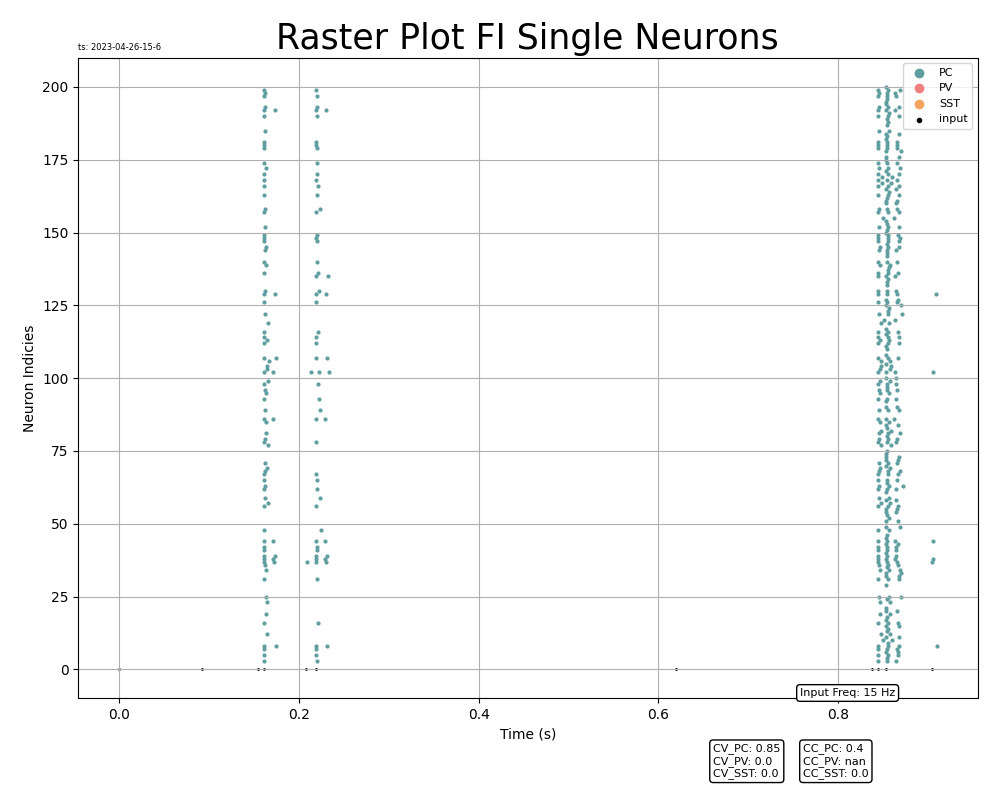 Raster Plot FI Single Neurons
ts: 2023-04-26-15-6
PC
PV
SST
input
200
175
150
125
100
75
50
25
0
Neuron Indicies
0.0 0.2 0.4 0.6 0.8
Time (s)
Input Freq: 15 Hz
CV_PC: 0.85
CV_PV: 0.0
CV_SST: 0.0
CC_PC: 0.4
CC_PV: nan
CC_SST: 0.0